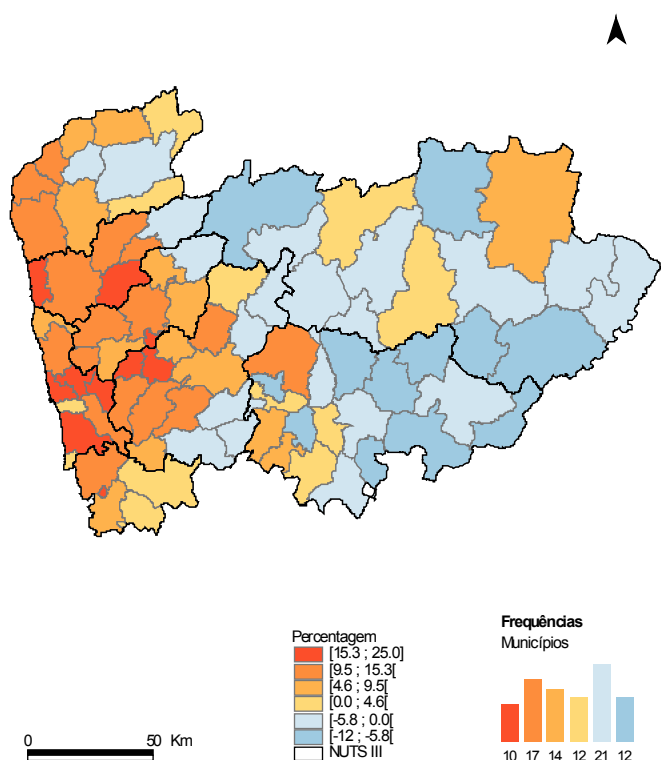 Frequências
Municípios
Percentagem
[15.3 ; 25.0]
[9.5 ; 15.3[
[4.6 ; 9.5[
[0.0 ; 4.6[
[-5.8 ; 0.0[
[-12 ; -5.8[
NUTS III
0 50 Km
10 17 14 12 21 12